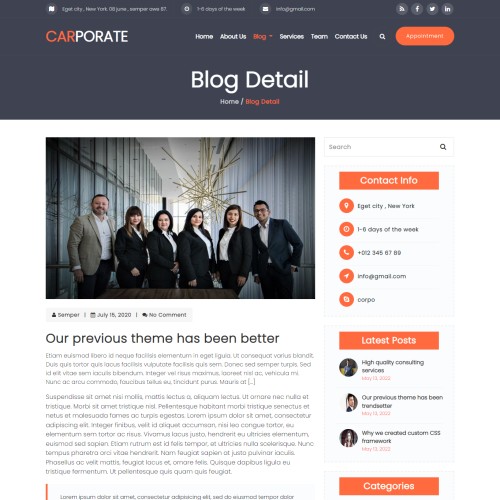 Eget city , New York. 08 june , semper owe 97.
1-6 days of the week
info@gmail.com
CARPORATE
Home
About Us
Blog
Services
Team
Contact Us
Appointment
Blog Detail
Home / Blog Detail
Search
Contact Info
Eget city , New York
1-6 days of the week
+012 345 67 89
info@gmail.com
corpo
Semper | July 15, 2020 | No Comment
Our previous theme has been better
Etiam euismod libero id neque facilisis elementum in eget ligula. Ut consequat varius blandit.
Duis quis tortor quis lacus facilisis vulputate facilisis quis sem. Donec sed semper turpis. Sed
id elit vitae sem iaculis bibendum. Integer vel risus maximus, laoreet ac, vehicula mi.
Nunc ac arcu commodo, faucibus tellus eu, tincidunt purus. Mauris at [...]
Suspendisse sit amet nisi mollis, mattis lectus a, aliquam lectus. Ut ornare nec nulla et
tristique. Morbi sit amet tristique nisl. Pellentesque habitant morbi tristique senectus et
netus et malesuada fames ac turpis egestas. Lorem ipsum dolor sit amet, consectetur
adipiscing elit. Integer finibus, velit id aliquet accumsan, nisi leo congue tortor, eu
elementum sem tortor ac risus. Vivamus lacus justo, hendrerit eu ultricies elementum,
euismod sed sapien. Etiam rutrum est id felis tempor, et ultricies nulla scelerisque. Nunc
tempus pharetra orci vitae hendrerit. Nam feugiat sapien at justo pulvinar iaculis.
Phasellus ac velit mattis, feugiat lacus et, ornare felis. Quisque dapibus ligula eu
tristique fermentum. Ut pellentesque quis quam quis feugiat.
Lorem ipsum dolor sit amet, consectetur adipiscing elit, sed do eiusmod tempor dolor
Latest Posts
High quality consulting
services
May 13, 2022
Our previous theme has been
trendsetter
May 13, 2022
Why we created custom CSS
framework
May 13, 2022
Categories